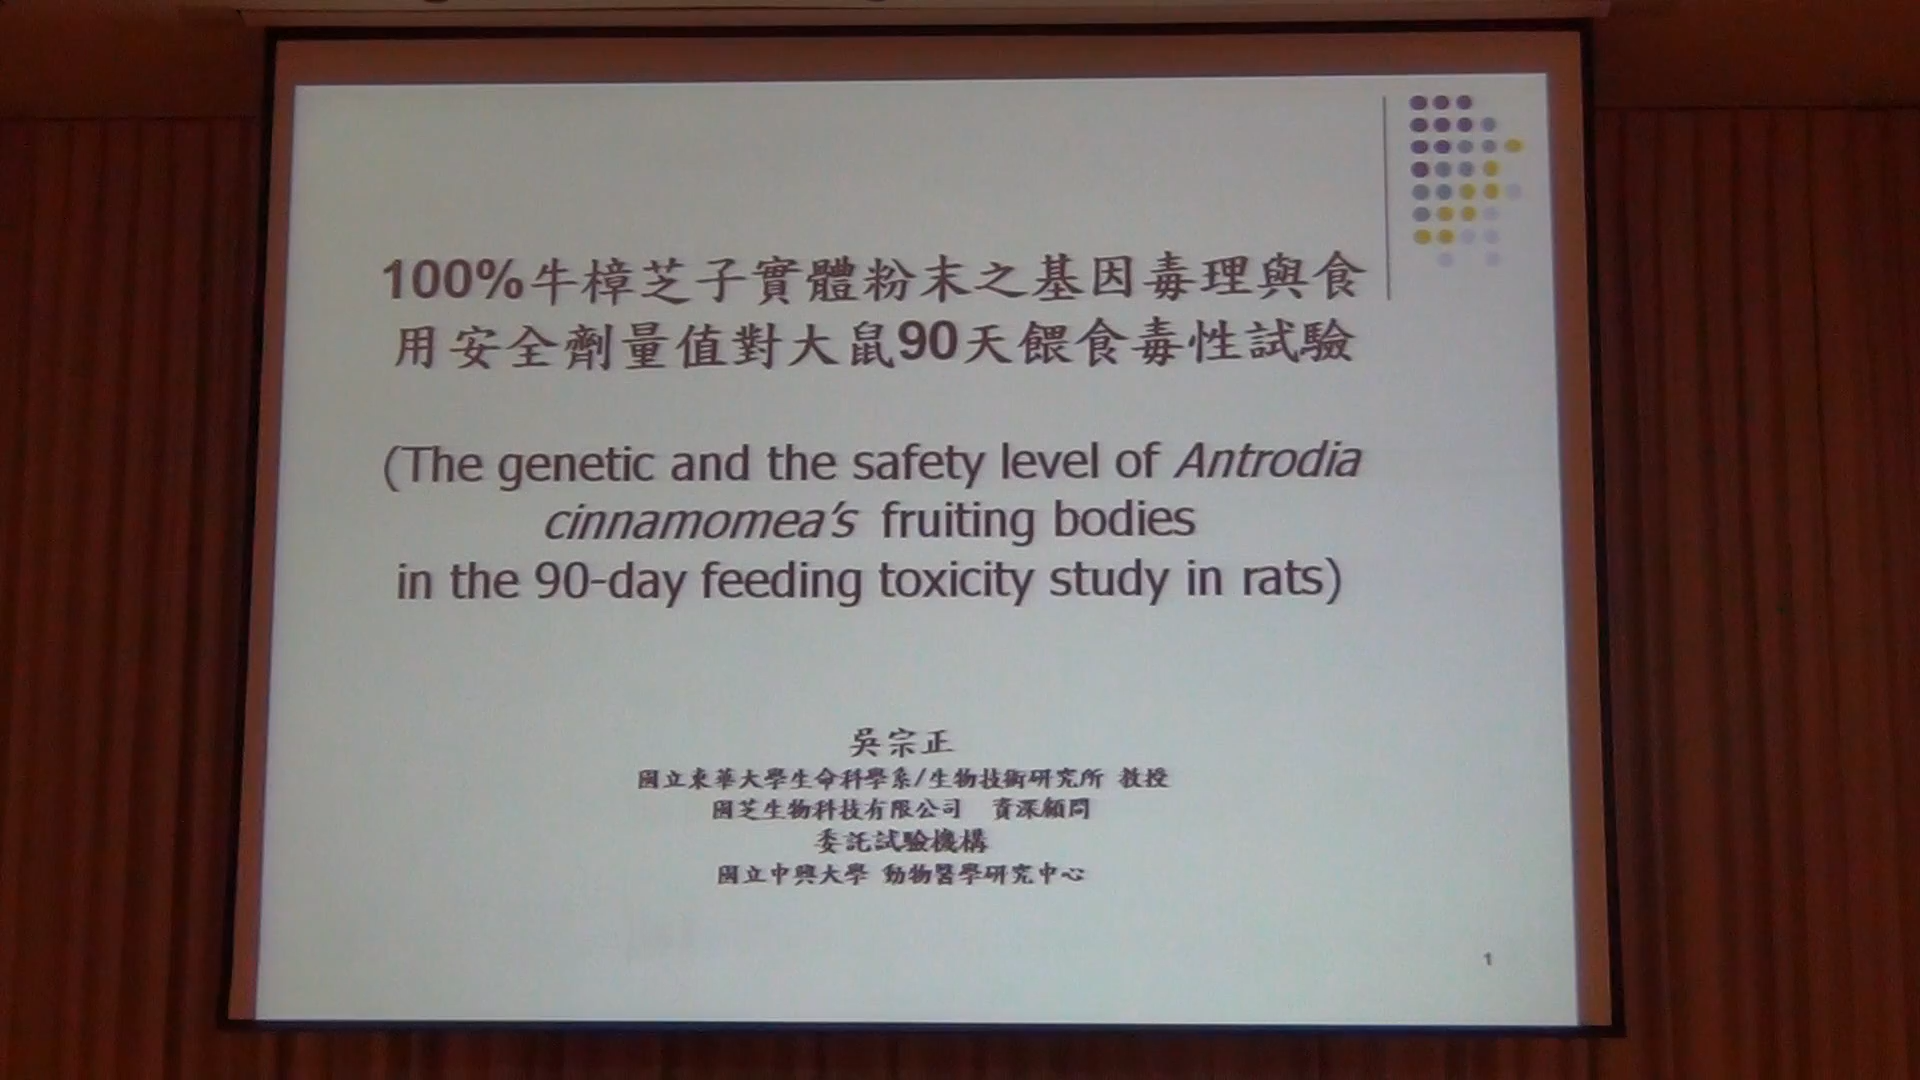 100%牛樟芝子實體粉末之基因毒理與食
用安全劑量值對大鼠90天餵食毒性試驗
(The genetic and the safety level of Antrodia
cinnamomea's fruiting bodies
in the 90-day feeding toxicity study in rats)
吳宗正
國立東華大學生命科學系/生物技術研究所 教授
國芝生物科技有限公司 資深顧問
委託試驗機構
國立中興大學 動物醫學研究中心
1